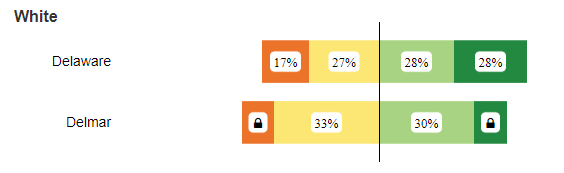 White
Delaware 17% 27% 28% 28%
Delmar 33% 30%